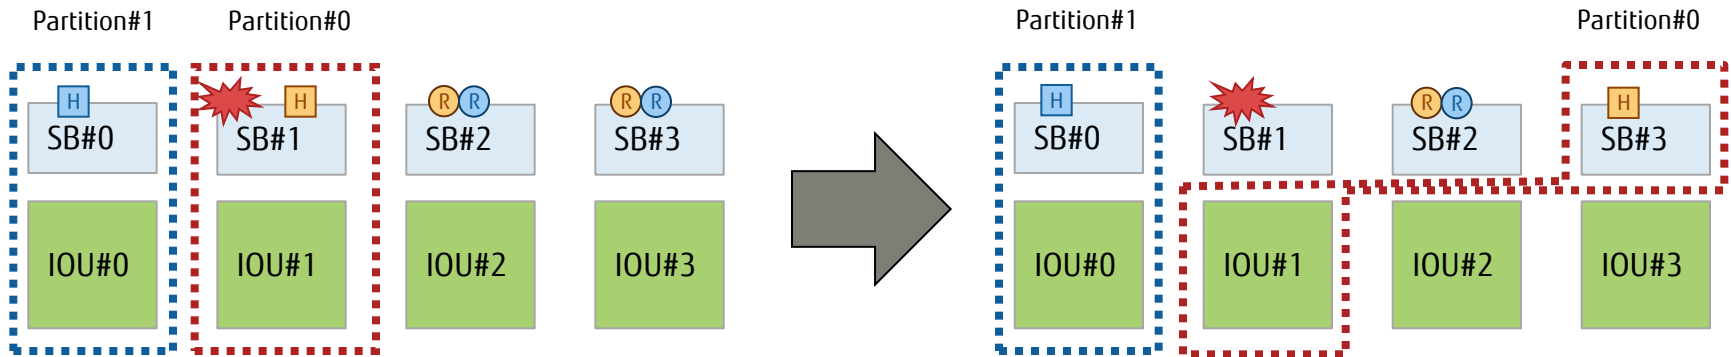 Partition#1 Partition#0 Partition#1 Partition#0
H H R R R R H R R H
SB#0 SB#1 SB#2 SB#3 SB#0 SB#1 SB#2 SB#3
IOU#0 IOU#1 IOU#2 IOU#3 IOU#0 IOU#1 IOU#2 IOU#3